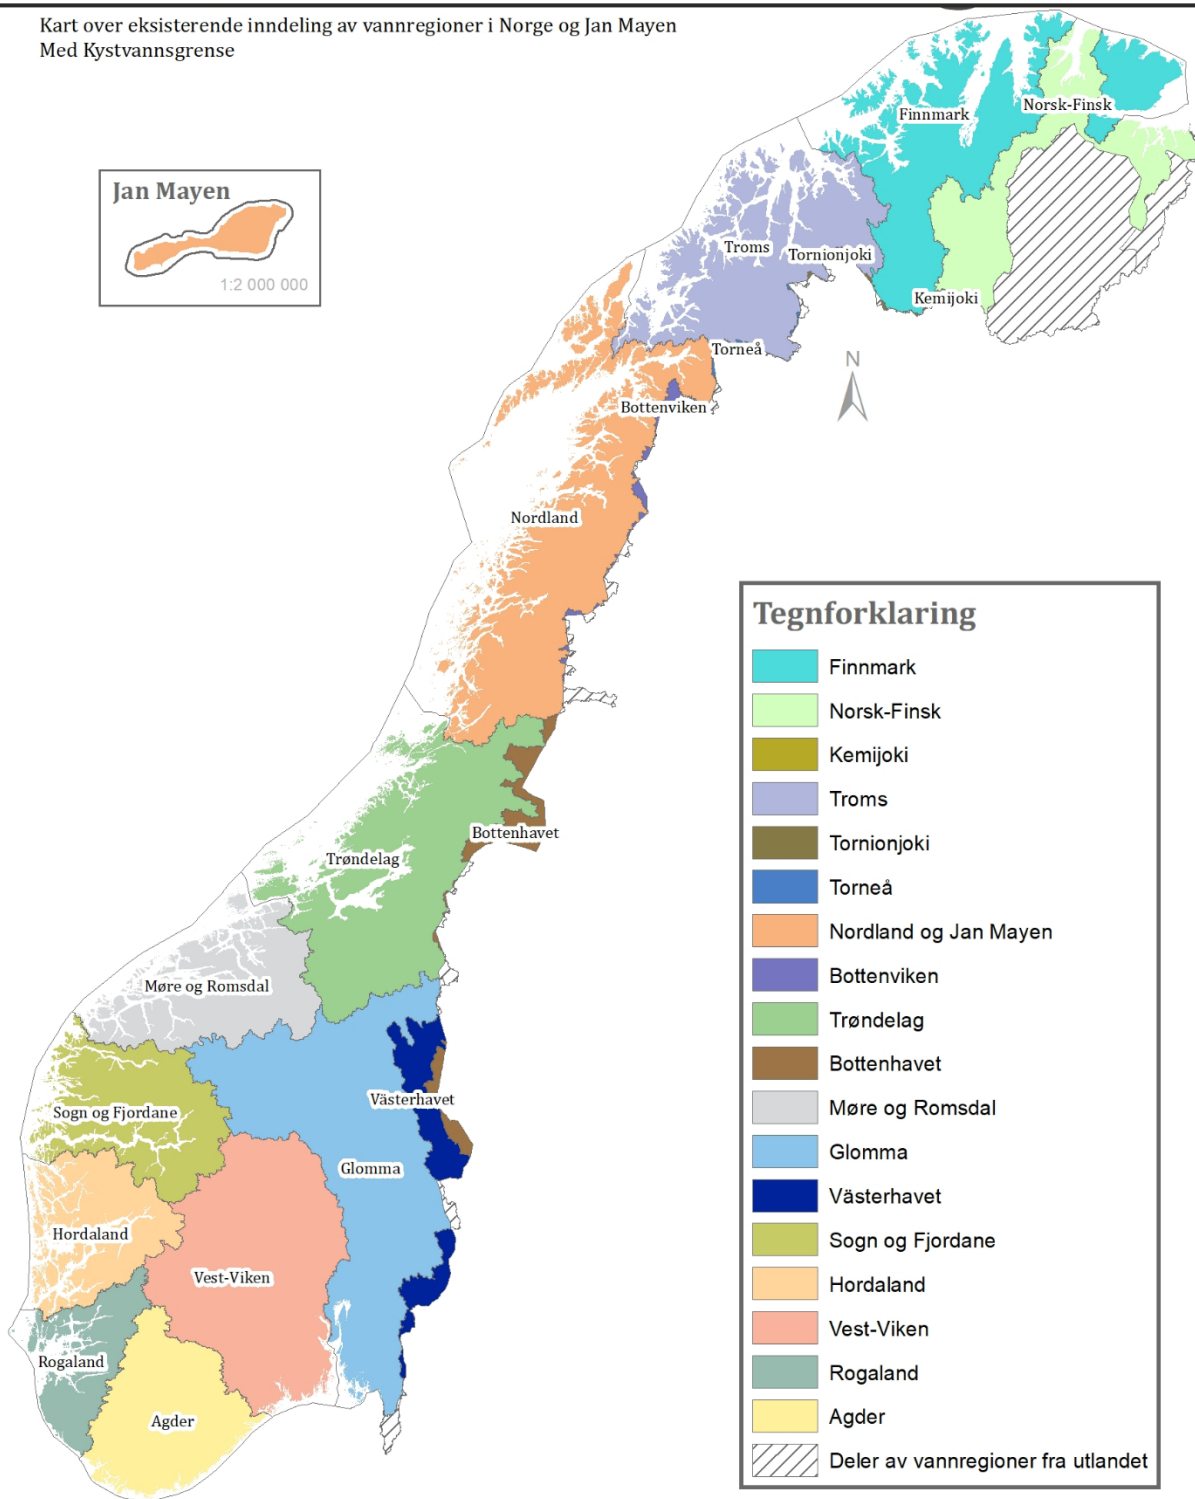 Kart over eksisterende inndeling av vannregioner i Norge og Jan Mayen
Med Kystvannsgrense
Jan Mayen
1:2 000 000
Finnmark
Norsk-Finsk
Troms
Tornionjoki
Kemijoki
Torneå
N
Bottenviken
Nordland
Bottenhavet
Trøndelag
Møre og Romsdal
Västerhavet
Sogn og Fjordane
Glomma
Hordaland
Vest-Viken
Rogaland
Agder
Tegnforklaring
Finnmark
Norsk-Finsk
Kemijoki
Troms
Tornionjoki
Torneå
Nordland og Jan Mayen
Bottenviken
Trøndelag
Bottenhavet
Møre og Romsdal
Glomma
Västerhavet
Sogn og Fjordane
Hordaland
Vest-Viken
Rogaland
Agder
Deler av vannregioner fra utlandet